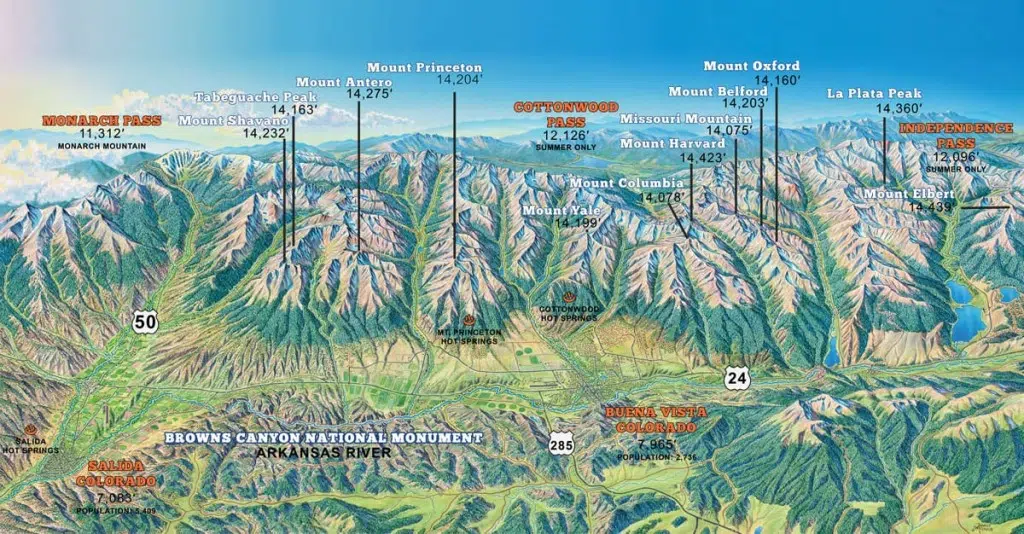 Mount Princeton
14,204'
Mount Antero
14,275'
Tabeguache Peak
14,163'
Mount Shavano
14,232'
MONARCH PASS
11,312'
MONARCH MOUNTAIN
COTTONWOOD
PASS
12,126'
SUMMER ONLY
Mount Oxford
14,160'
Mount Belford
14,203'
Missouri Mountain
14,075'
Mount Harvard
14,423'
Mount Columbia
14,078'
Mount Yale
14,199'
La Plata Peak
14,360'
INDEPENDENCE
PASS
12,096'
SUMMER ONLY
Mount Elbert
14,439'
50
MT. PRINCETON
HOT SPRINGS
COTTONWOOD
HOT SPRINGS
24
285
BUENA VISTA
COLORADO
7,965'
POPULATION: 2,736
BROWNS CANYON NATIONAL MONUMENT
ARKANSAS RIVER
SALIDA
HOT SPRINGS
SALIDA
COLORADO
7,083'
POPULATION: 5,409